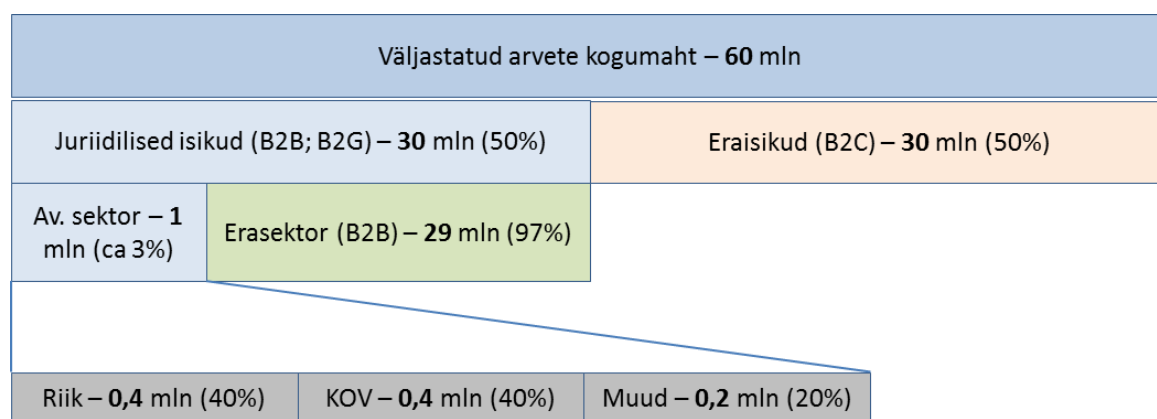 Väljastatud arvete kogumaht – 60 mln
Juriidilised isikud (B2B; B2G) – 30 mln (50%)
Eraisikud (B2C) – 30 mln (50%)
Av. sektor – 1
mln (ca 3%)
Erasektor (B2B) – 29 mln (97%)
Riik – 0,4 mln (40%)
KOV – 0,4 mln (40%)
Muud – 0,2 mln (20%)